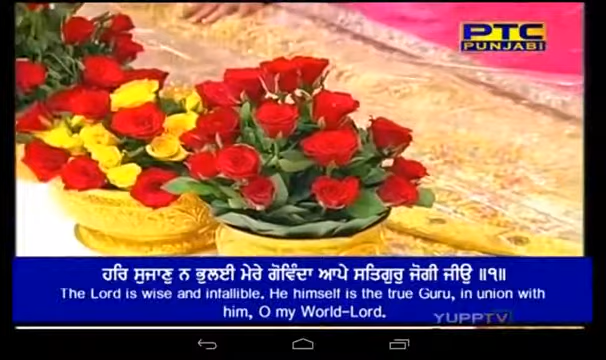 PTC
PUNJABI
ਹਰਿ ਸੁਜਾਣੁ ਨ ਭੁਲਈ ਮੇਰੇ ਗੋਵਿੰਦਾ ਆਪੇ ਸਤਿਗੁਰੁ ਜੋਗੀ ਜੀਉ ॥੧॥
The Lord is wise and infallible. He himself is the true Guru, in union with
him, O my World-Lord.
YUPPTV